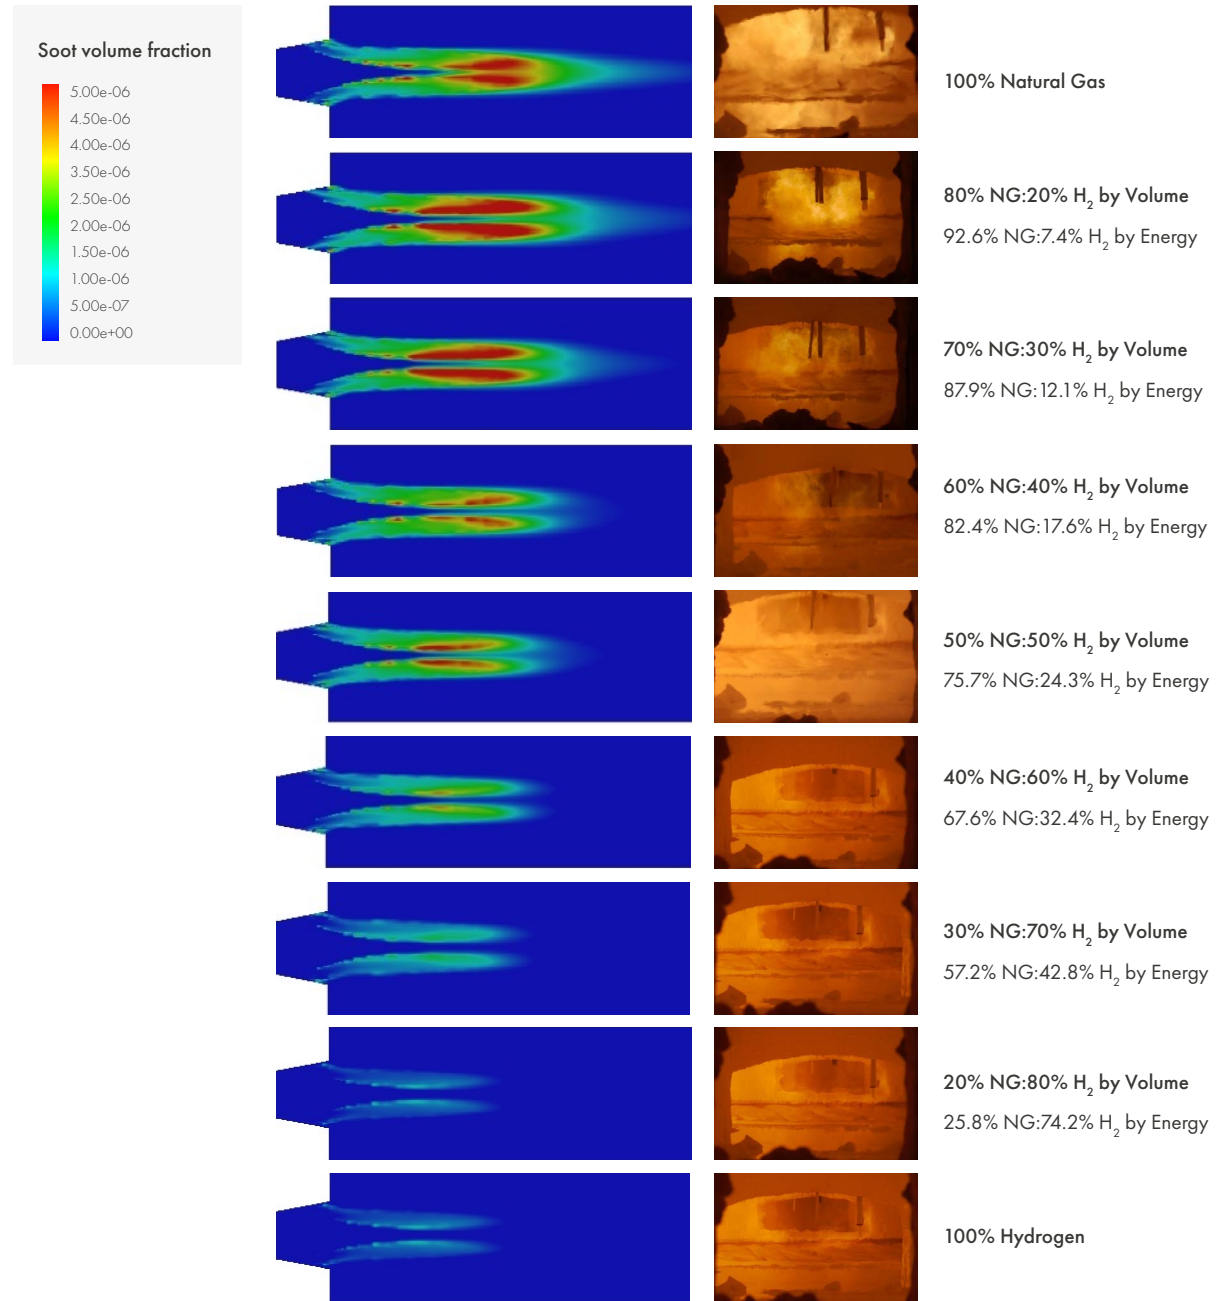 Soot volume fraction
5.00e-06
4.50e-06
4.00e-06
3.50e-06
2.50e-06
2.00e-06
1.50e-06
1.00e-06
5.00e-07
0.00e+00
100% Natural Gas
80% NG:20% H₂ by Volume
92.6% NG:7.4% H₂ by Energy
70% NG:30% H₂ by Volume
87.9% NG:12.1% H₂ by Energy
60% NG:40% H₂ by Volume
82.4% NG:17.6% H₂ by Energy
50% NG:50% H₂ by Volume
75.7% NG:24.3% H₂ by Energy
40% NG:60% H₂ by Volume
67.6% NG:32.4% H₂ by Energy
30% NG:70% H₂ by Volume
57.2% NG:42.8% H₂ by Energy
20% NG:80% H₂ by Volume
25.8% NG:74.2% H₂ by Energy
100% Hydrogen